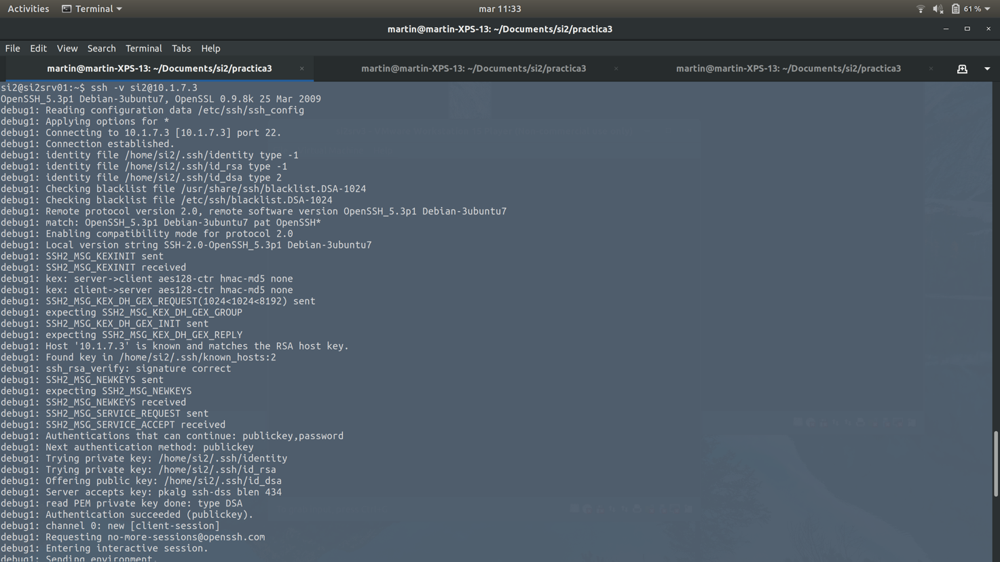 Activities Terminal mar 11:33 61 %
martin@martin-XPS-13: ~/Documents/si2/practica3
File Edit View Search Terminal Tabs Help
martin@martin-XPS-13: ~/Documents/si2/practica3 martin@martin-XPS-13: ~/Documents/si2/practica3 martin@martin-XPS-13: ~/Documents/si2/practica3
si2@si2srv01:~$ ssh -v si2@10.1.7.3
OpenSSH_5.3p1 Debian-3ubuntu7, OpenSSL 0.9.8k 25 Mar 2009
debug1: Reading configuration data /etc/ssh/ssh_config
debug1: Applying options for *
debug1: Connecting to 10.1.7.3 [10.1.7.3] port 22.
debug1: Connection established.
debug1: identity file /home/si2/.ssh/identity type -1
debug1: identity file /home/si2/.ssh/id_rsa type -1
debug1: identity file /home/si2/.ssh/id_dsa type 2
debug1: Checking blacklist file /usr/share/ssh/blacklist.DSA-1024
debug1: Checking blacklist file /etc/ssh/blacklist.DSA-1024
debug1: Remote protocol version 2.0, remote software version OpenSSH_5.3p1 Debian-3ubuntu7
debug1: match: OpenSSH_5.3p1 Debian-3ubuntu7 pat OpenSSH*
debug1: Enabling compatibility mode for protocol 2.0
debug1: Local version string SSH-2.0-OpenSSH_5.3p1 Debian-3ubuntu7
debug1: SSH2_MSG_KEXINIT sent
debug1: SSH2_MSG_KEXINIT received
debug1: kex: server->client aes128-ctr hmac-md5 none
debug1: kex: client->server aes128-ctr hmac-md5 none
debug1: SSH2_MSG_KEX_DH_GEX_REQUEST(1024<1024<8192) sent
debug1: expecting SSH2_MSG_KEX_DH_GEX_GROUP
debug1: SSH2_MSG_KEX_DH_GEX_INIT sent
debug1: expecting SSH2_MSG_KEX_DH_GEX_REPLY
debug1: Host '10.1.7.3' is known and matches the RSA host key.
debug1: Found key in /home/si2/.ssh/known_hosts:2
debug1: ssh_rsa_verify: signature correct
debug1: SSH2_MSG_NEWKEYS sent
debug1: expecting SSH2_MSG_NEWKEYS
debug1: SSH2_MSG_NEWKEYS received
debug1: SSH2_MSG_SERVICE_REQUEST sent
debug1: SSH2_MSG_SERVICE_ACCEPT received
debug1: Authentications that can continue: publickey,password
debug1: Next authentication method: publickey
debug1: Trying private key: /home/si2/.ssh/identity
debug1: Trying private key: /home/si2/.ssh/id_rsa
debug1: Offering public key: /home/si2/.ssh/id_dsa
debug1: Server accepts key: pkalg ssh-dss blen 434
debug1: read PEM private key done: type DSA
debug1: Authentication succeeded (publickey).
debug1: channel 0: new [client-session]
debug1: Requesting no-more-sessions@openssh.com
debug1: Entering interactive session.
debug1: Sending environment.